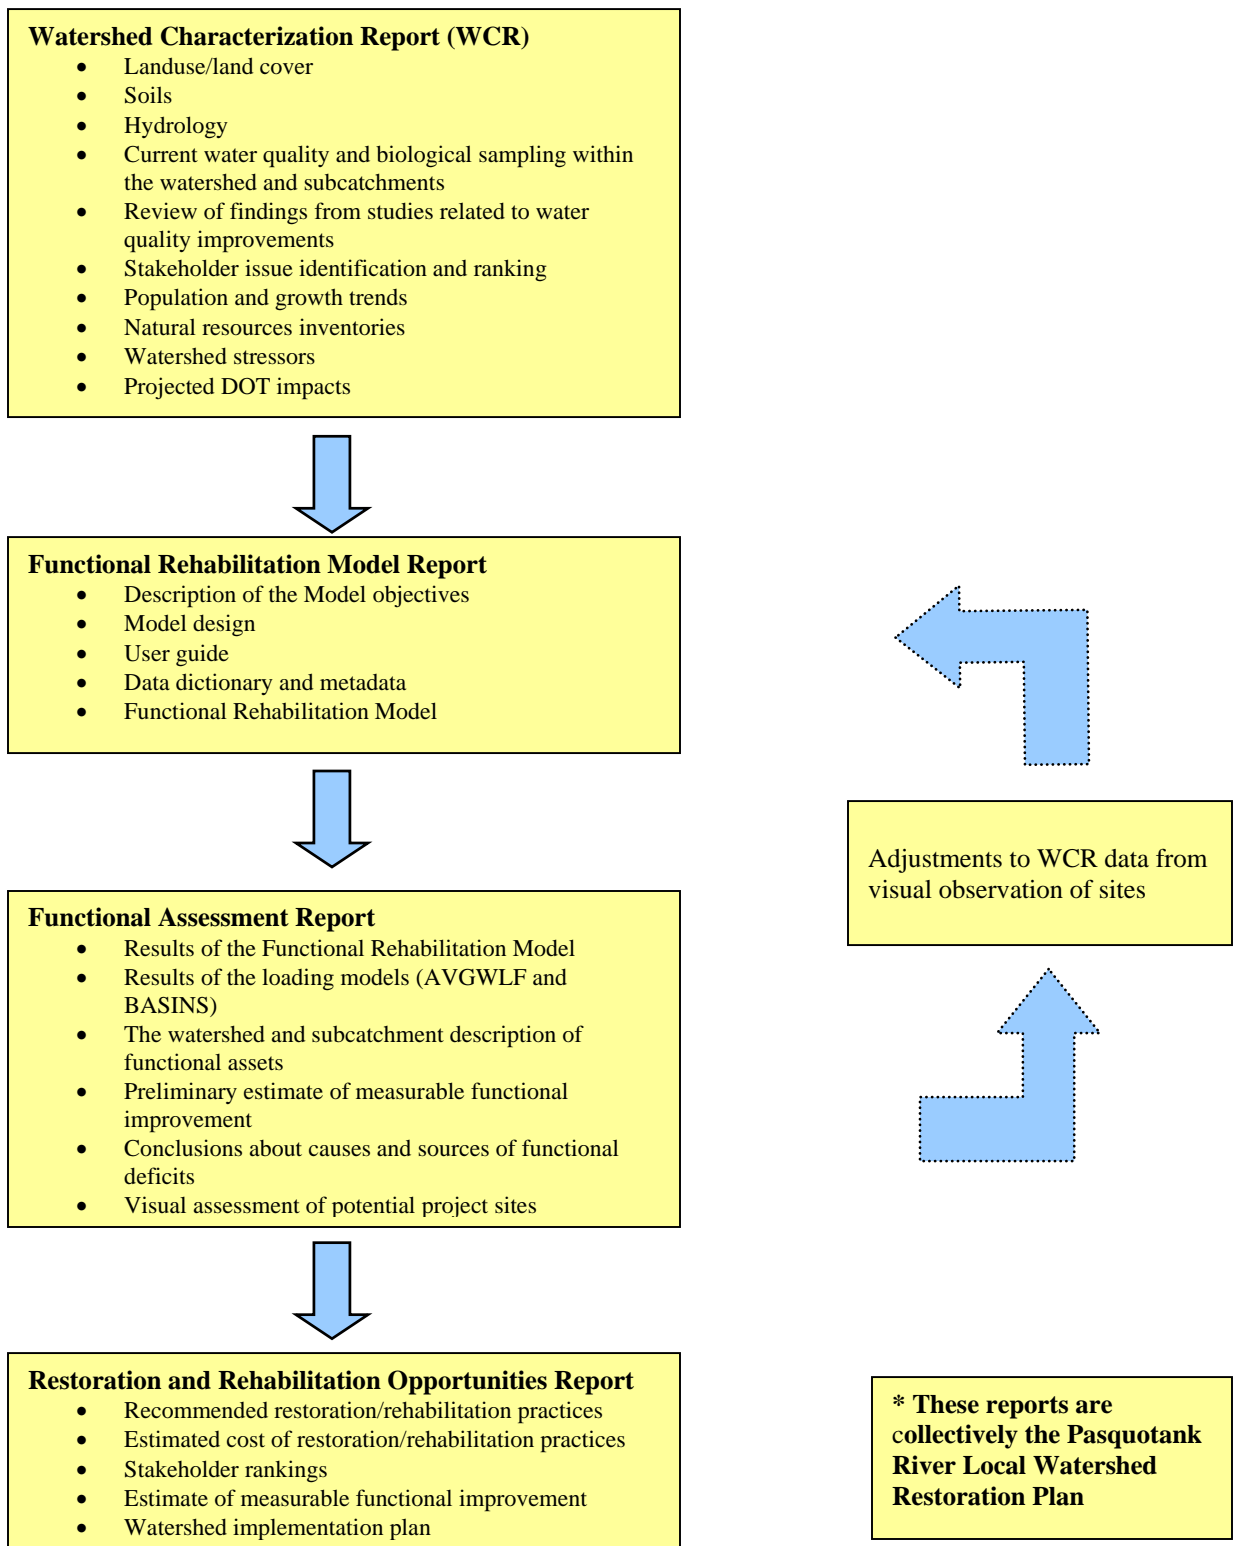 Watershed Characterization Report (WCR)
• Landuse/land cover
• Soils
• Hydrology
• Current water quality and biological sampling within
the watershed and subcatchments
• Review of findings from studies related to water
quality improvements
• Stakeholder issue identification and ranking
• Population and growth trends
• Natural resources inventories
• Watershed stressors
• Projected DOT impacts
Functional Rehabilitation Model Report
• Description of the Model objectives
• Model design
• User guide
• Data dictionary and metadata
• Functional Rehabilitation Model
Adjustments to WCR data from
visual observation of sites
Functional Assessment Report
• Results of the Functional Rehabilitation Model
• Results of the loading models (AVGWLF and
BASINS)
• The watershed and subcatchment description of
functional assets
• Preliminary estimate of measurable functional
improvement
• Conclusions about causes and sources of functional
deficits
• Visual assessment of potential project sites
Restoration and Rehabilitation Opportunities Report
• Recommended restoration/rehabilitation practices
• Estimated cost of restoration/rehabilitation practices
• Stakeholder rankings
• Estimate of measurable functional improvement
• Watershed implementation plan
* These reports are
collectively the Pasquotank
River Local Watershed
Restoration Plan